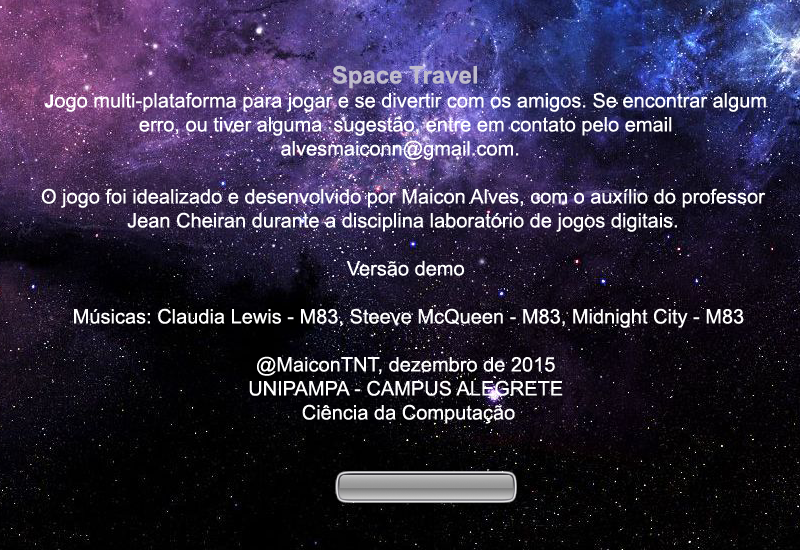 Space Travel
Jogo multi-plataforma para jogar e se divertir com os amigos. Se encontrar algum
erro, ou tiver alguma  sugestão, entre em contato pelo email
alvesmaiconn@gmail.com.
O jogo foi idealizado e desenvolvido por Maicon Alves, com o auxílio do professor
Jean Cheiran durante a disciplina laboratório de jogos digitais.
Versão demo
Músicas: Claudia Lewis - M83, Steeve McQueen - M83, Midnight City - M83
@MaiconTNT, dezembro de 2015
UNIPAMPA - CAMPUS ALEGRETE
Ciência da Computação